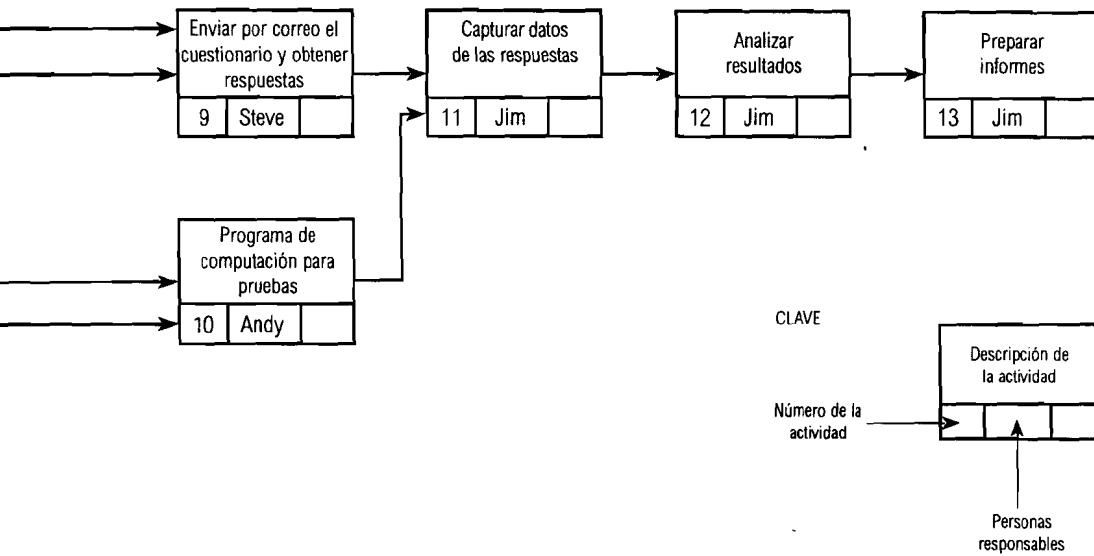 Enviar por correo el
cuestionario y obtener
respuestas
9 Steve
Capturar datos
de las respuestas
11 Jim
Analizar
resultados
12 Jim
Preparar
informes
13 Jim
Programa de
computación para
pruebas
10 Andy
CLAVE
Descripción de
la actividad
Número de la
actividad
Personas
responsables